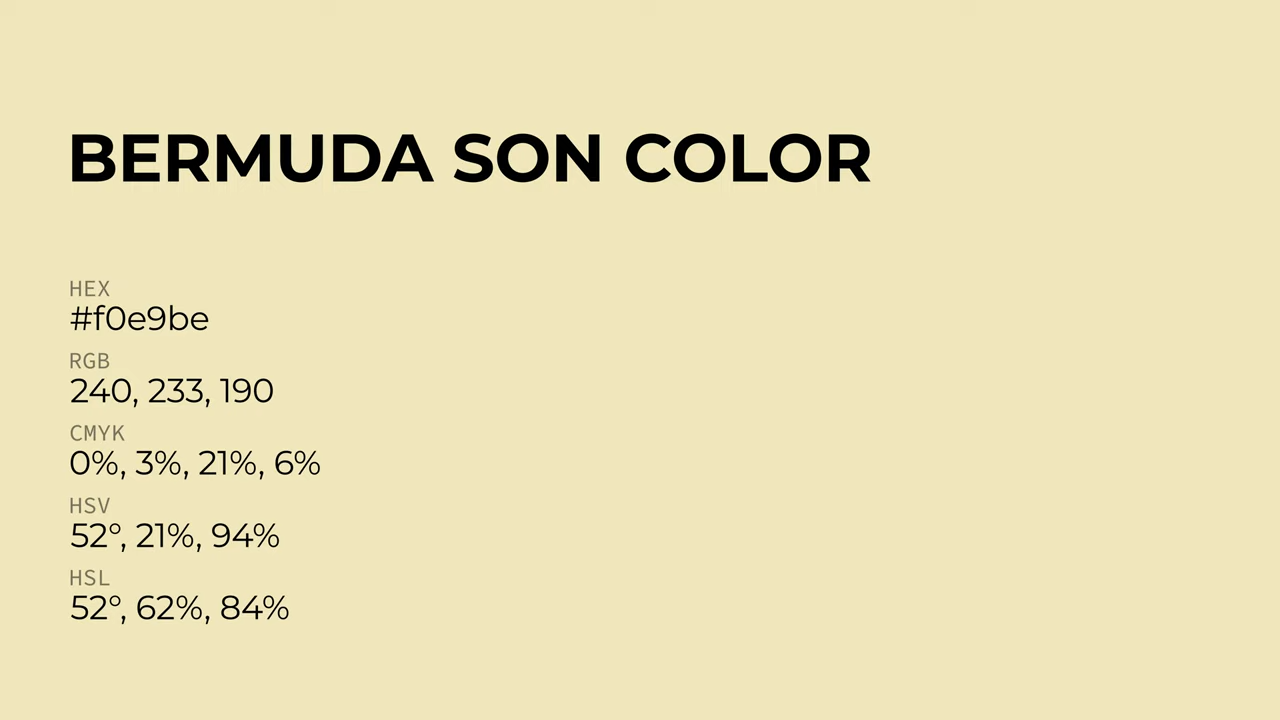 BERMUDA SON COLOR
HEX
#f0e9be
RGB
240, 233, 190
CMYK
0%, 3%, 21%, 6%
HSV
52°, 21%, 94%
HSL
52°, 62%, 84%